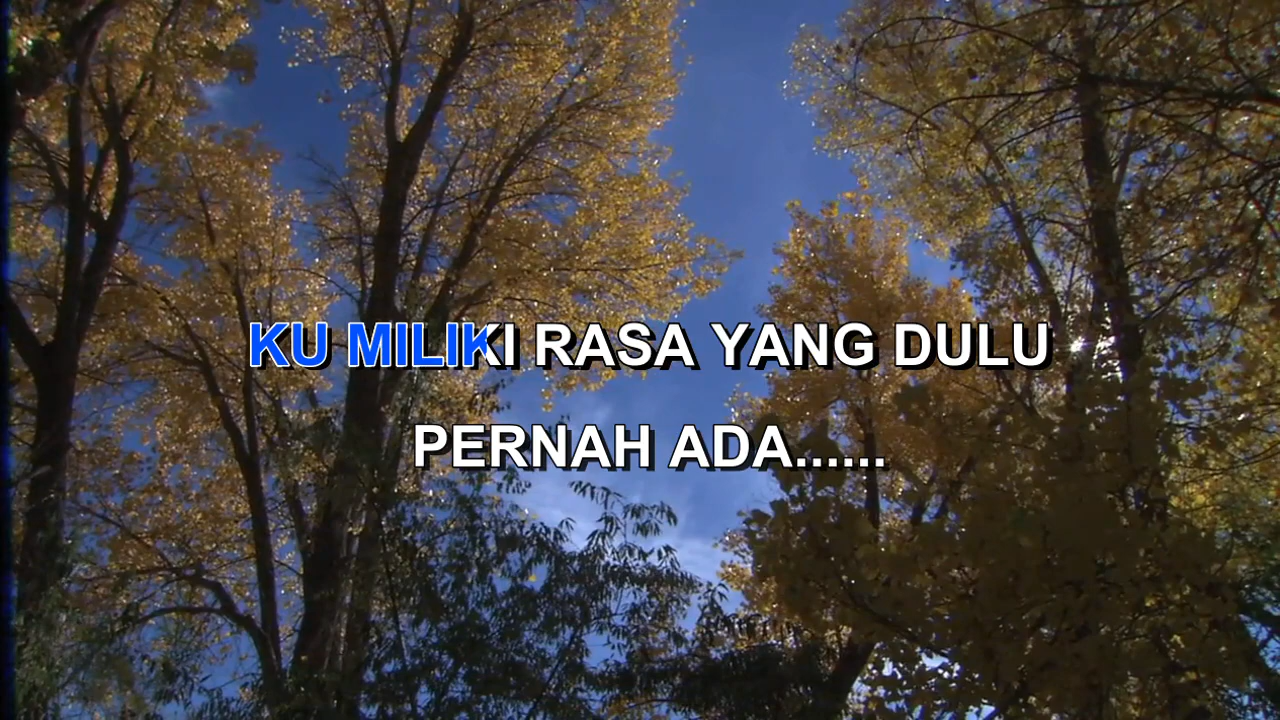 KU MILIKI RASA YANG DULU
PERNAH ADA......